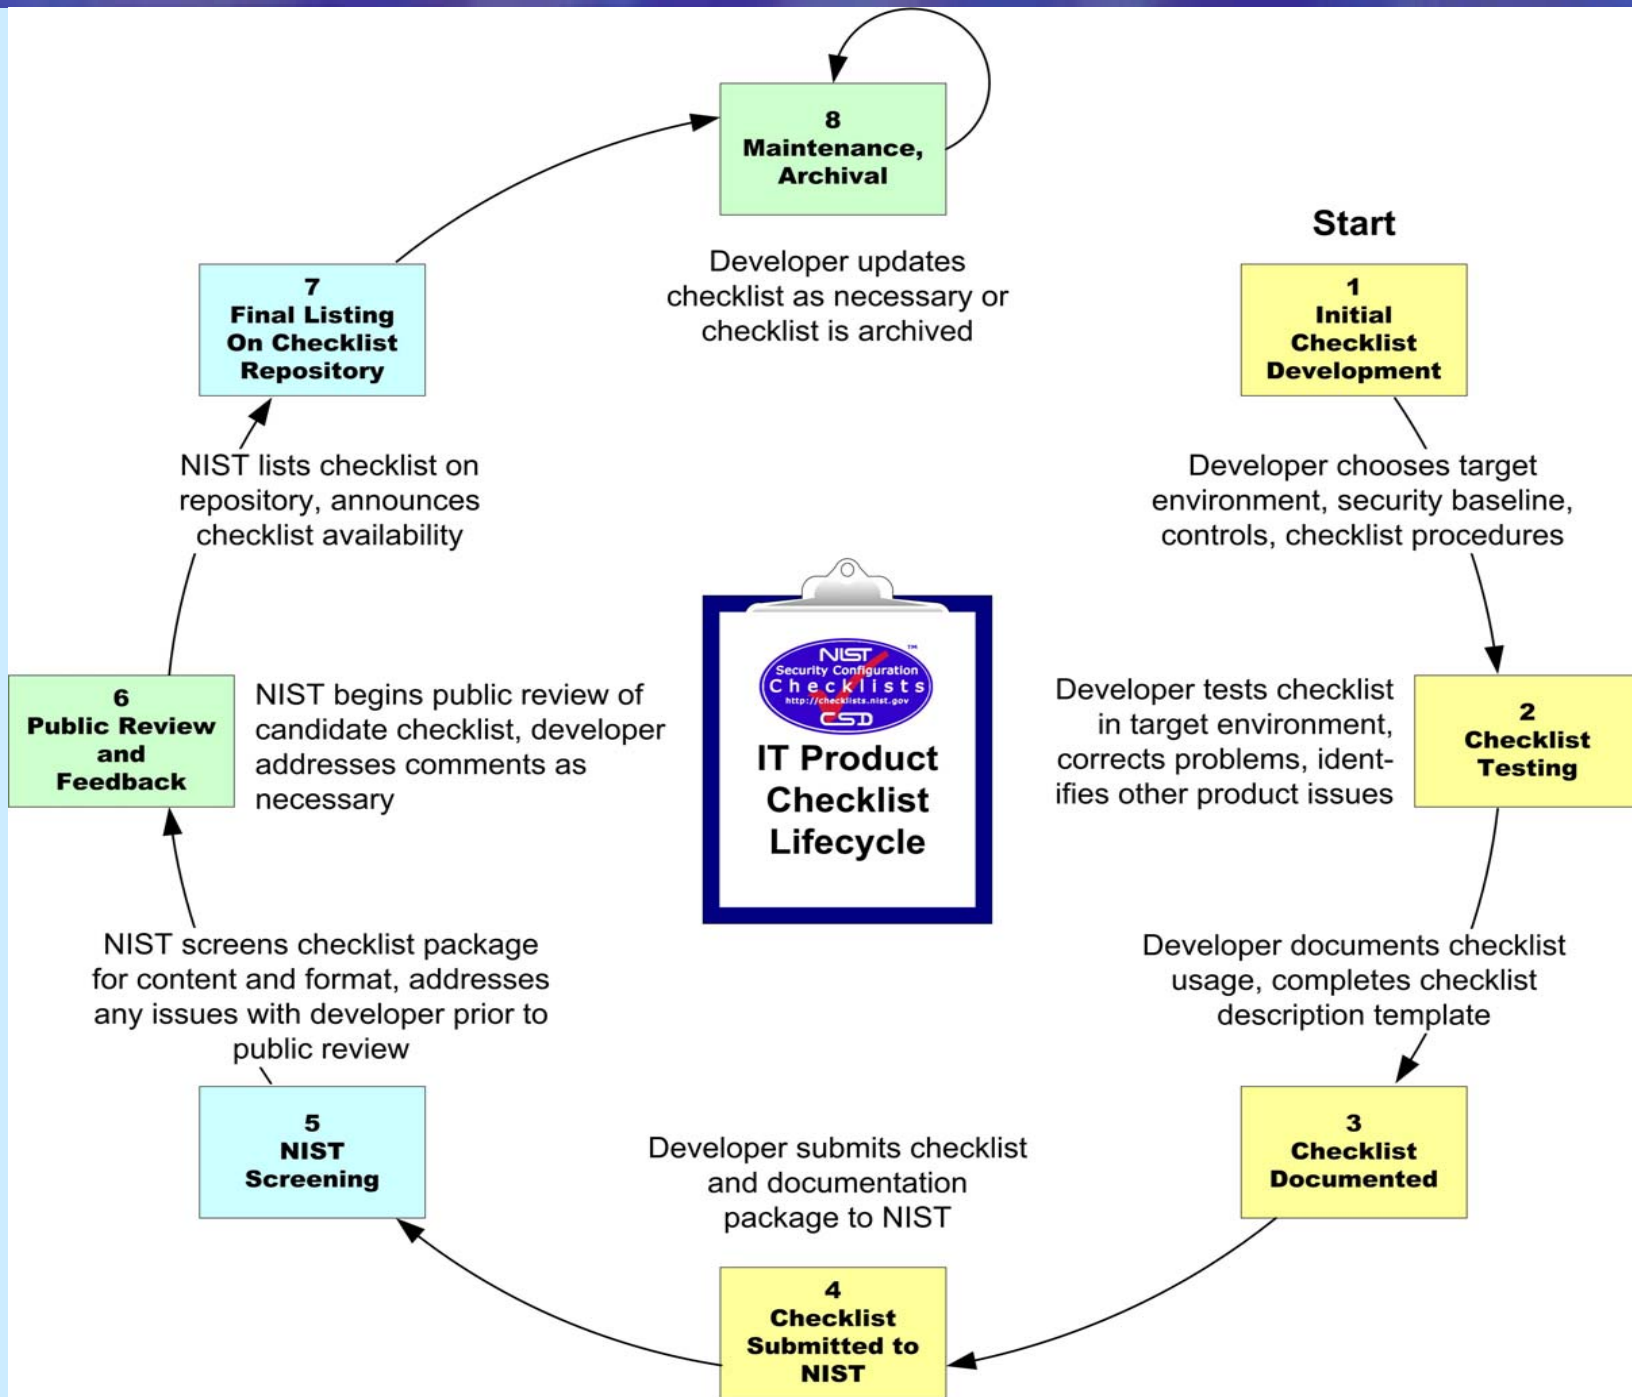 Start
1
Initial
Checklist
Development
Developer chooses target
environment, security baseline,
controls, checklist procedures
2
Checklist
Testing
Developer tests checklist
in target environment,
corrects problems, ident-
ifies other product issues
Developer documents checklist
usage, completes checklist
description template
3
Checklist
Documented
Developer submits checklist
and documentation
package to NIST
4
Checklist
Submitted to
NIST
5
NIST
Screening
NIST screens checklist package
for content and format, addresses
any issues with developer prior to
public review
6
Public Review
and
Feedback
NIST begins public review of
candidate checklist, developer
addresses comments as
necessary
NIST lists checklist on
repository, announces
checklist availability
7
Final Listing
On Checklist
Repository
8
Maintenance,
Archival
Developer updates
checklist as necessary or
checklist is archived
NIST ™
Security Configuration
Checklists
http://checklists.nist.gov
CSD
IT Product
Checklist
Lifecycle